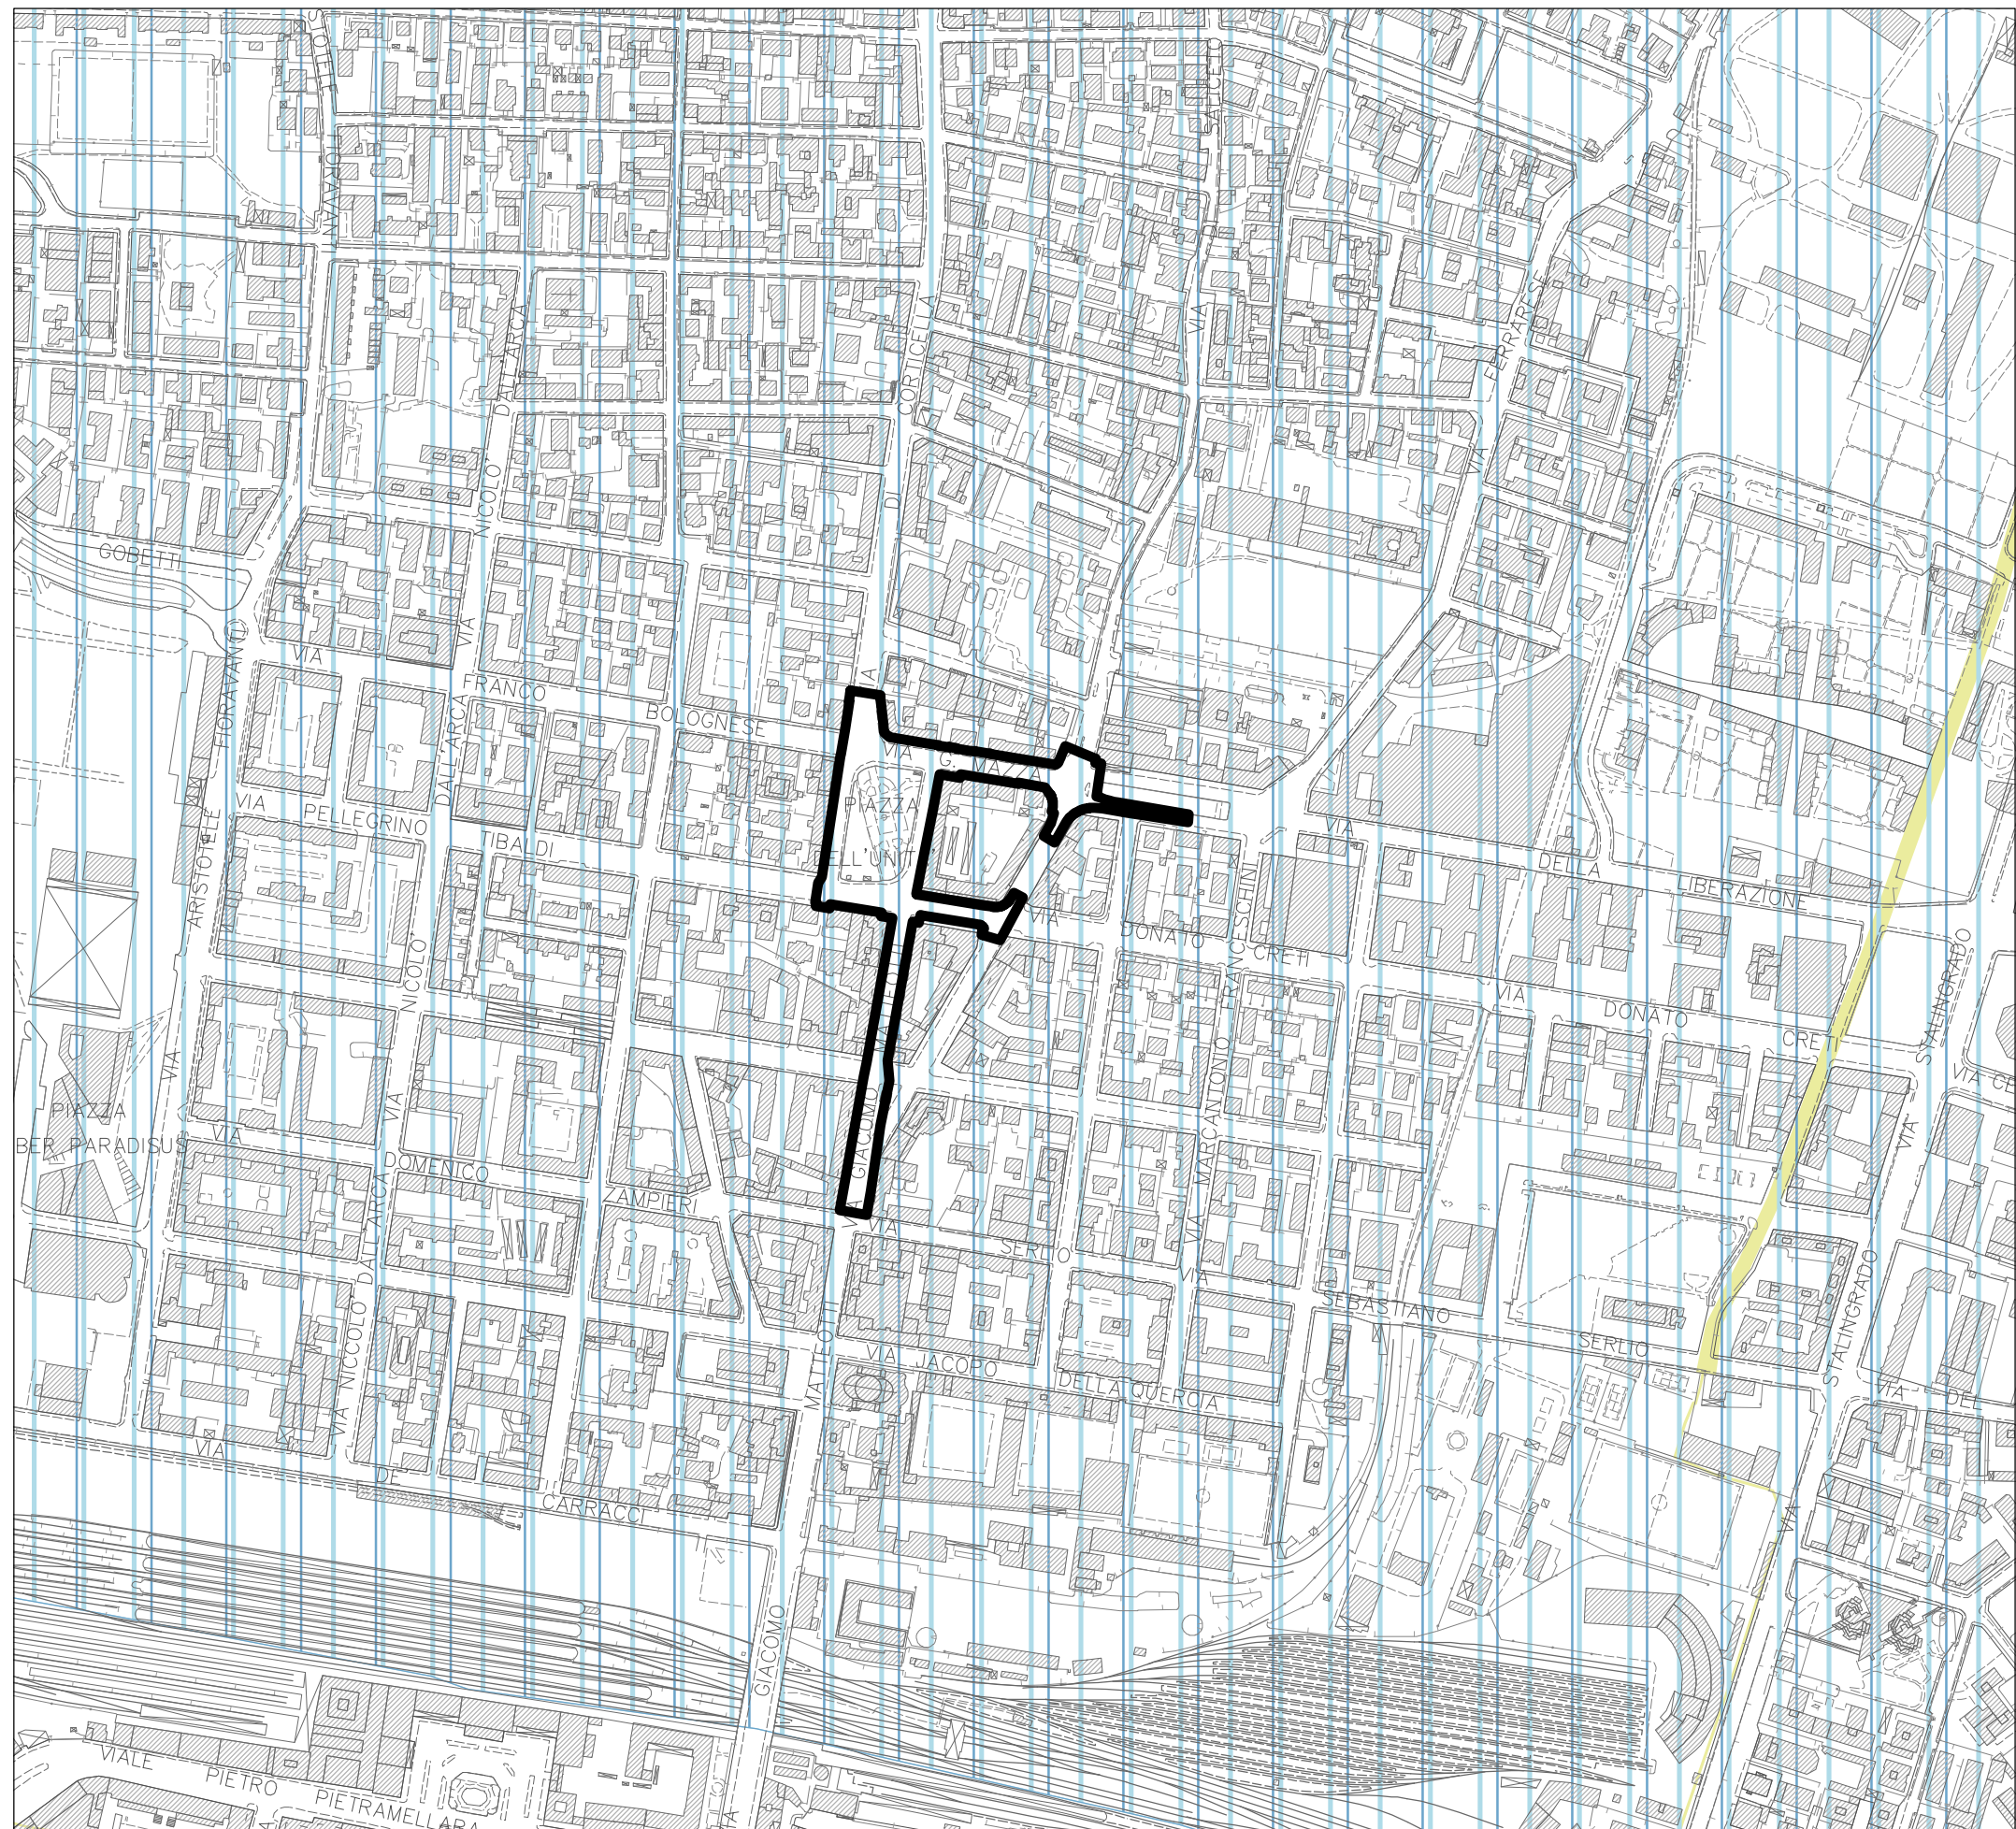 FIORAVANTI
SALICETO
DI
VIA
CORTICELLA
DI
VIA
FERRARESE
VIA
NICOLO'
DALL'ARCA
VIA
GOBETTI
VIA
FRANCO
BOLOGNESE
VIA G. MAZZA
PIAZZA
DELL'UNITA'
VIA
ARISTOTELE
FIORAVANTI
VIA
PELLEGRINO
TIBALDI
VIA
DELLA
LIBERAZIONE
VIA
DONATO
CRETI
VIA
DONATO
CRETI
VIA
MARCANTONIO
FRANCESCHINI
VIA
NICOLO'
DALL'ARCA
PIAZZA
BER PARADISUS
VIA
DOMENICO
ZAMPIERI
VIA GIACOMO
MATTEOTTI
VIA
SERLIO
VIA
SEBASTIANO
SERLIO
VIA
STALINGRADO
STALINGRADO
VIA
VIA
DEL
VIA NICCOLO' DALL'ARCA
VIA JACOPO
DELLA QUERCIA
VIA
DE'
CARRACCI
GIACOMO
VIA
VIALE
PIETRO
PIETRAMELLARA